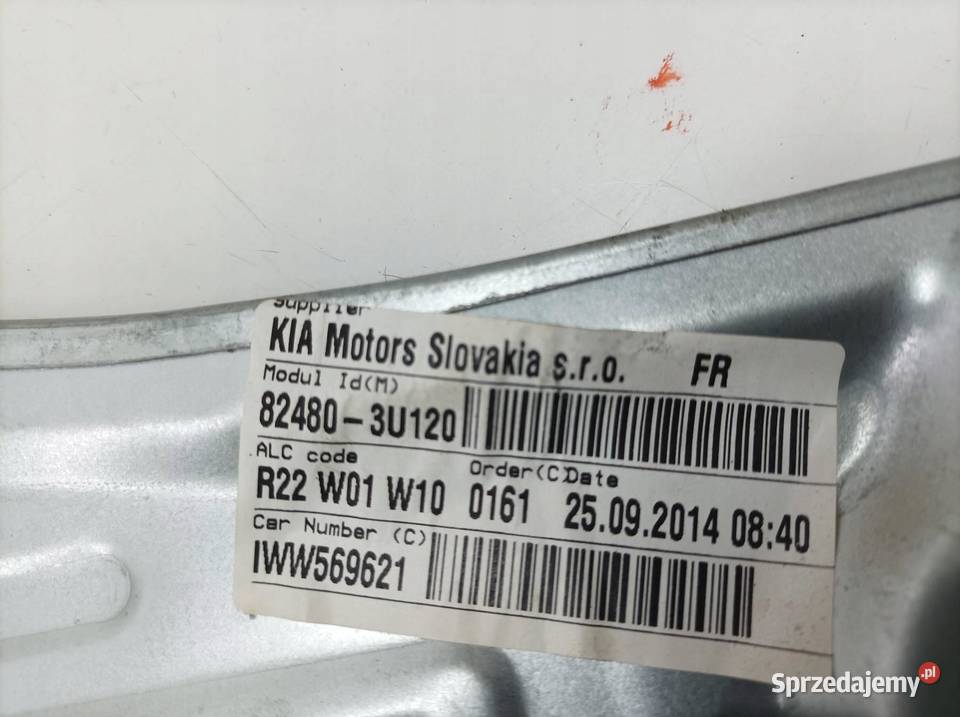 Supplier
KIA Motors Slovakia s.r.o. FR
Modul Id(M)
82480-3U120
ALC code Order(C) Date
R22 W01 W10 0161 25.09.2014 08:40
Car Number (C)
IWW569621
Sprzedajemy.pl